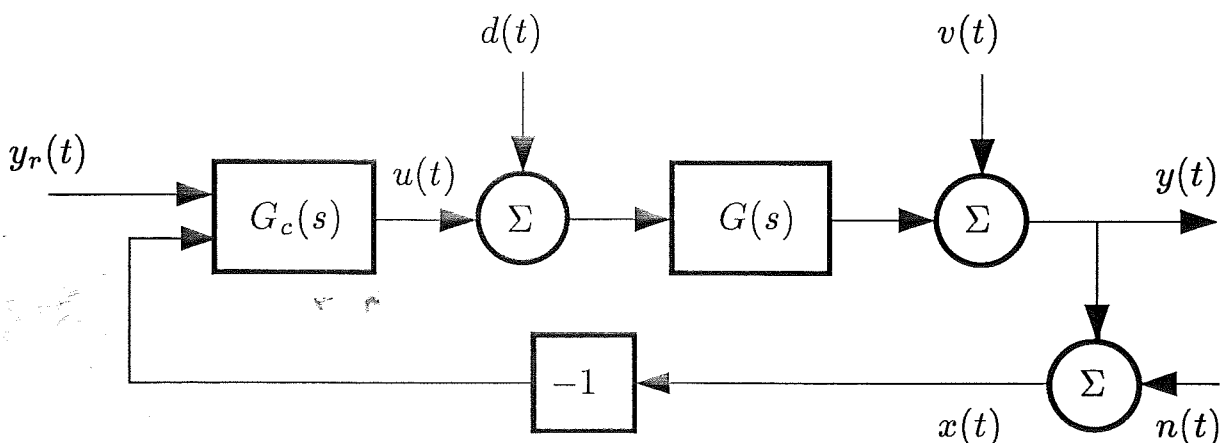 d(t)
v(t)
y_r(t)
u(t)
y(t)
G_c(s)
Σ
G(s)
Σ
−1
Σ
x(t)
n(t)